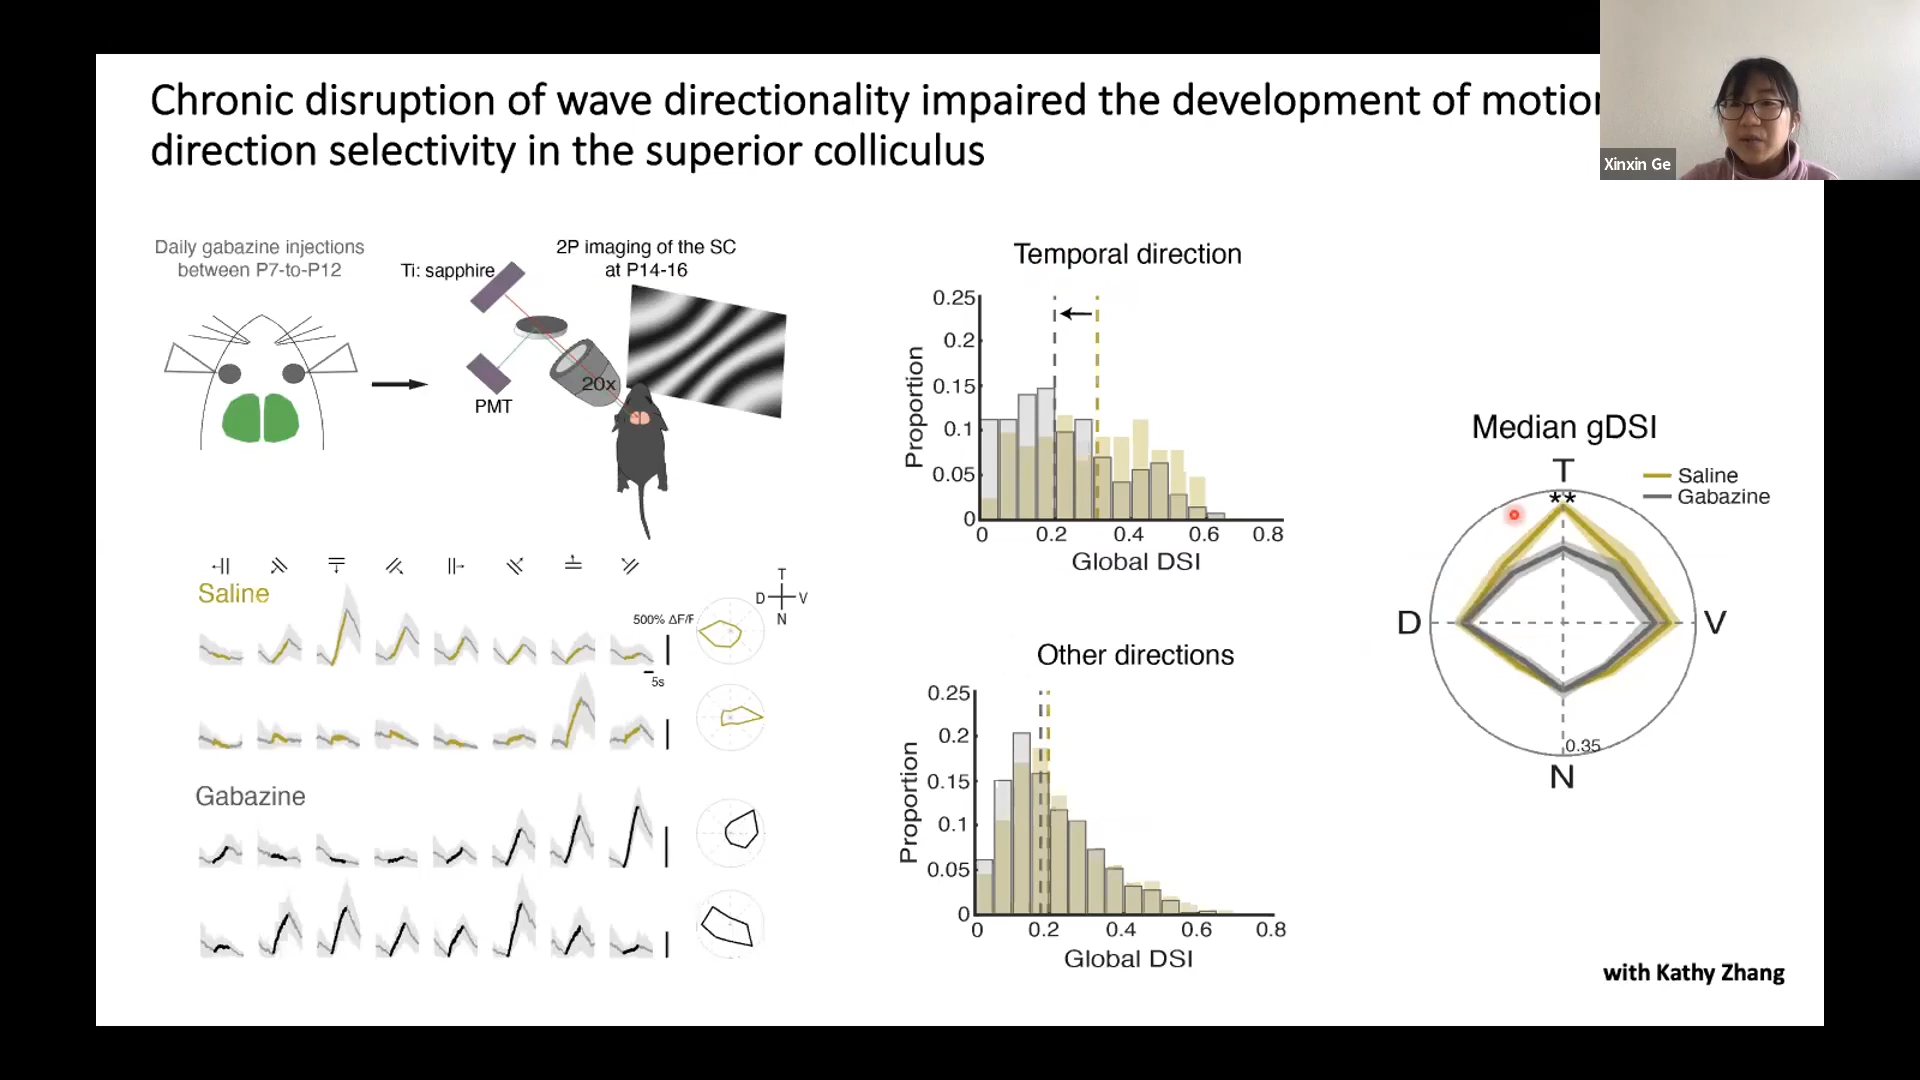 Chronic disruption of wave directionality impaired the development of motion
direction selectivity in the superior colliculus
Xinxin Ge
Daily gabazine injections
between P7-to-P12
Ti: sapphire
2P imaging of the SC
at P14-16
20x
PMT
Saline
500% ΔF/F
5s
T
D
V
N
Gabazine
Temporal direction
0.25
0.2
0.15
0.1
0.05
0
Proportion
0
0.2
0.4
0.6
0.8
Global DSI
Other directions
0.25
0.2
0.15
0.1
0.05
0
Proportion
0
0.2
0.4
0.6
0.8
Global DSI
Median gDSI
T
**
Saline
Gabazine
D
V
0.35
N
with Kathy Zhang